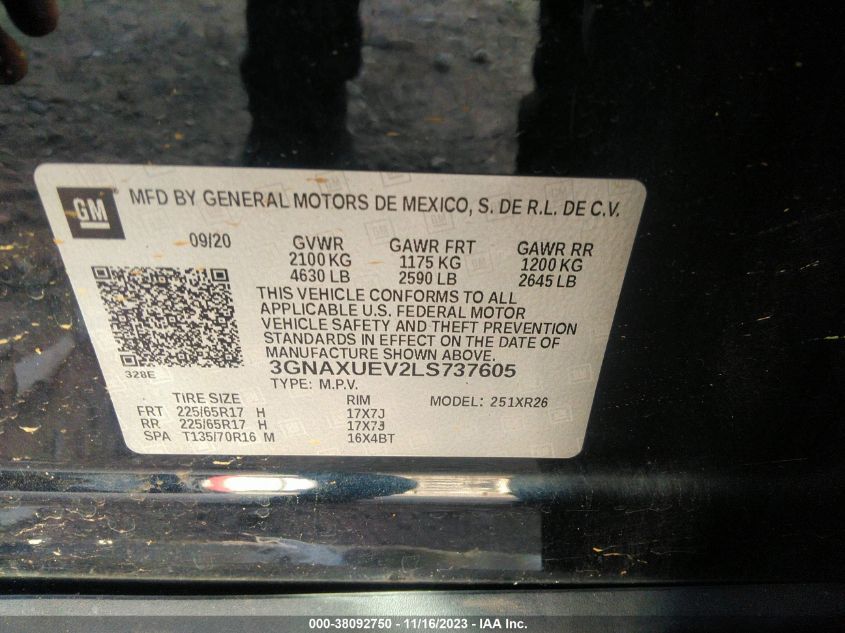 GM
MFD BY GENERAL MOTORS DE MEXICO, S. DE R.L. DE C.V.
09/20 GVWR GAWR FRT GAWR RR
2100 KG 1175 KG 1200 KG
4630 LB 2590 LB 2645 LB
THIS VEHICLE CONFORMS TO ALL
APPLICABLE U.S. FEDERAL MOTOR
VEHICLE SAFETY AND THEFT PREVENTION
STANDARDS IN EFFECT ON THE DATE OF
MANUFACTURE SHOWN ABOVE.
328E 3GNAXUEV2LS737605
TYPE: M.P.V.
TIRE SIZE RIM MODEL: 251XR26
FRT 225/65R17 H 17X7J
RR 225/65R17 H 17X7J
SPA T135/70R16 M 16X4BT
000-38092750 - 11/16/2023 - IAA Inc.